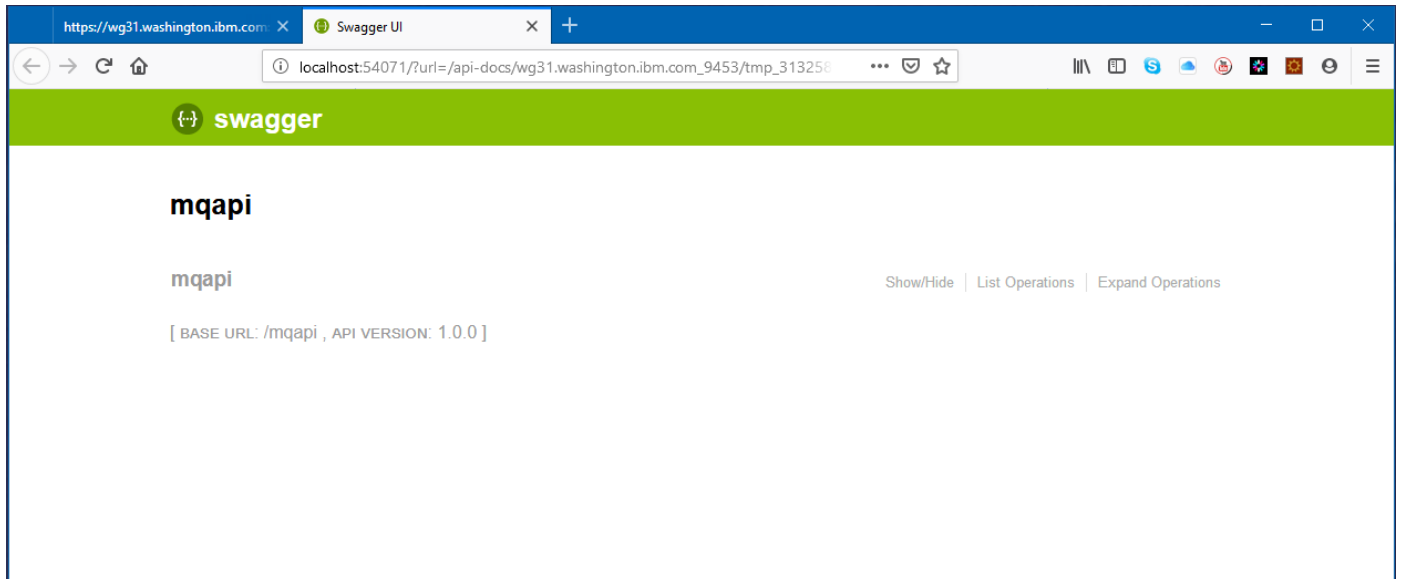 https://wg31.washington.ibm.com:
Swagger UI
localhost:54071/?url=/api-docs/wg31.washington.ibm.com_9453/tmp_313258
{···} swagger
mqapi
mqapi
Show/Hide
List Operations
Expand Operations
[ BASE URL: /mqapi , API VERSION: 1.0.0 ]